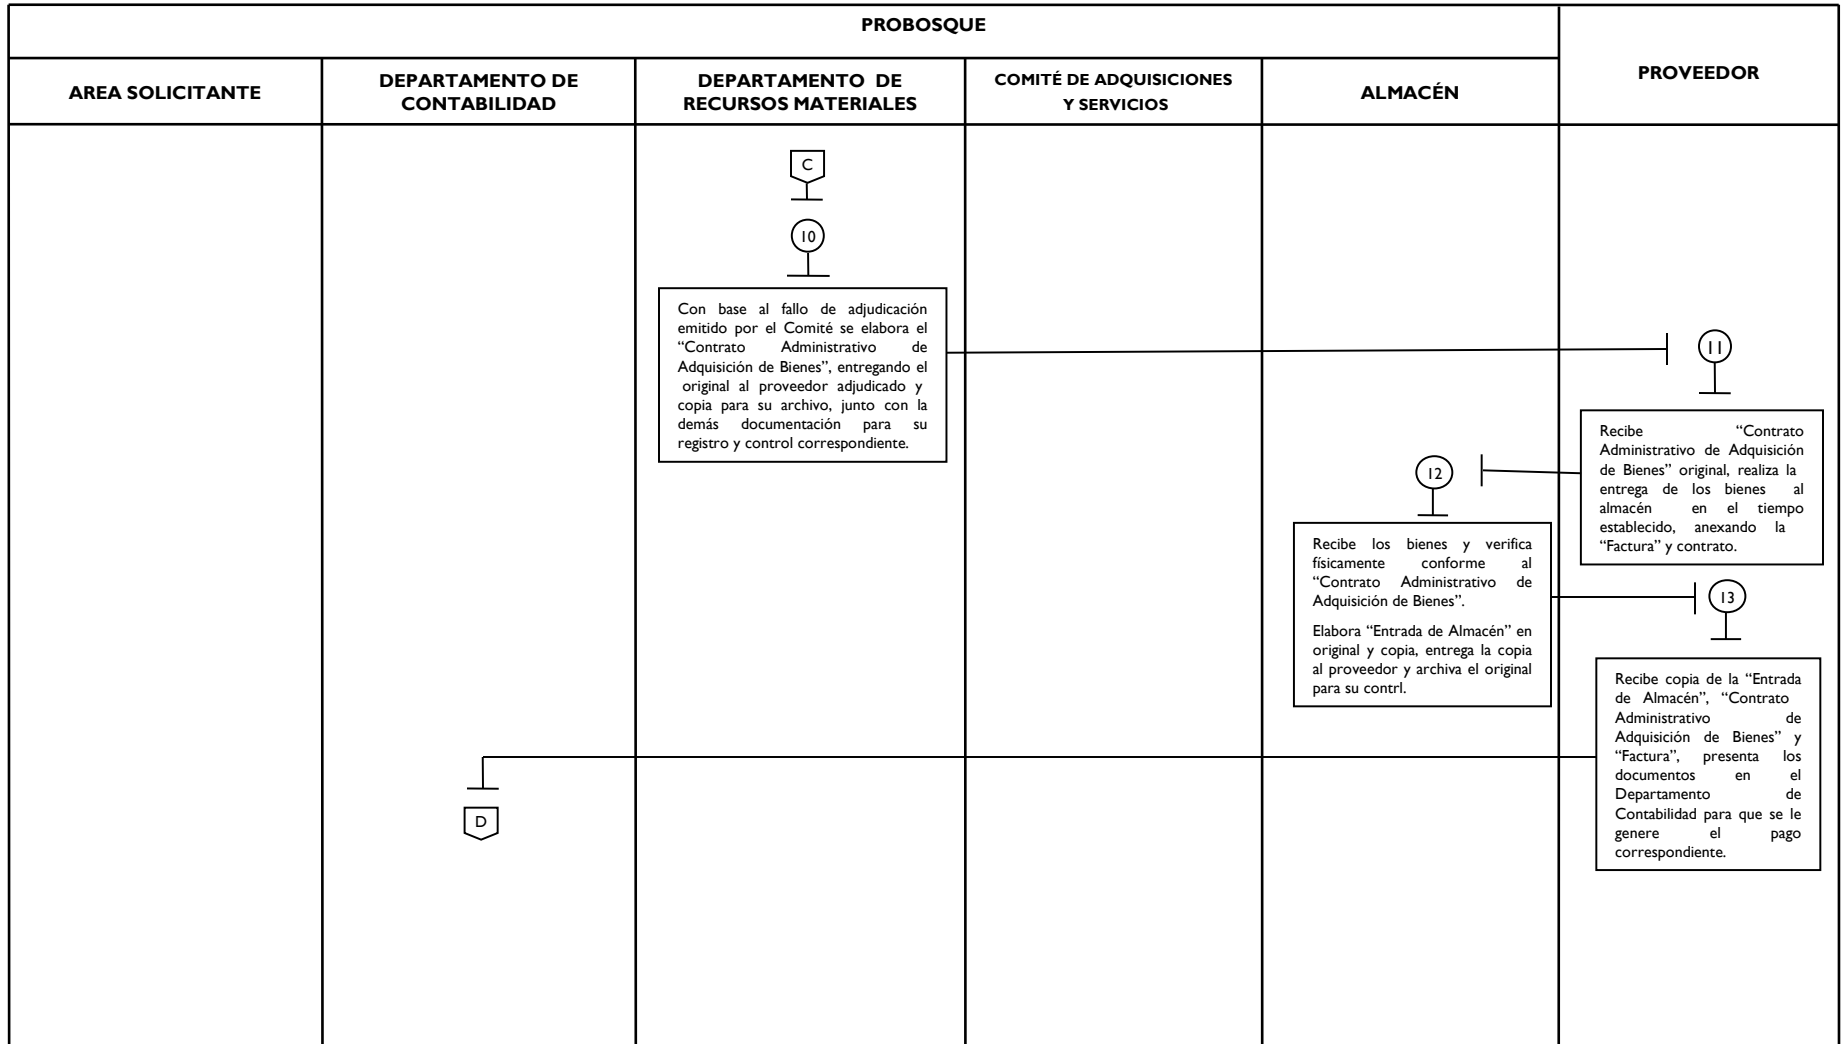 PROBOSQUE
PROVEEDOR
AREA SOLICITANTE
DEPARTAMENTO DE
CONTABILIDAD
DEPARTAMENTO DE
RECURSOS MATERIALES
COMITÉ DE ADQUISICIONES
Y SERVICIOS
ALMACÉN
C
10
Con base al fallo de adjudicación
emitido por el Comité se elabora el
“Contrato Administrativo de
Adquisición de Bienes”, entregando el
original al proveedor adjudicado y
copia para su archivo, junto con la
demás documentación para su
registro y control correspondiente.
11
Recibe “Contrato
Administrativo de Adquisición
de Bienes” original, realiza la
entrega de los bienes al
almacén en el tiempo
establecido, anexando la
“Factura” y contrato.
12
Recibe los bienes y verifica
físicamente conforme al
“Contrato Administrativo de
Adquisición de Bienes”.
Elabora “Entrada de Almacén” en
original y copia, entrega la copia
al proveedor y archiva el original
para su contrl.
13
Recibe copia de la “Entrada
de Almacén”, “Contrato
Administrativo de
Adquisición de Bienes” y
“Factura”, presenta los
documentos en el
Departamento de
Contabilidad para que se le
genere el pago
correspondiente.
D